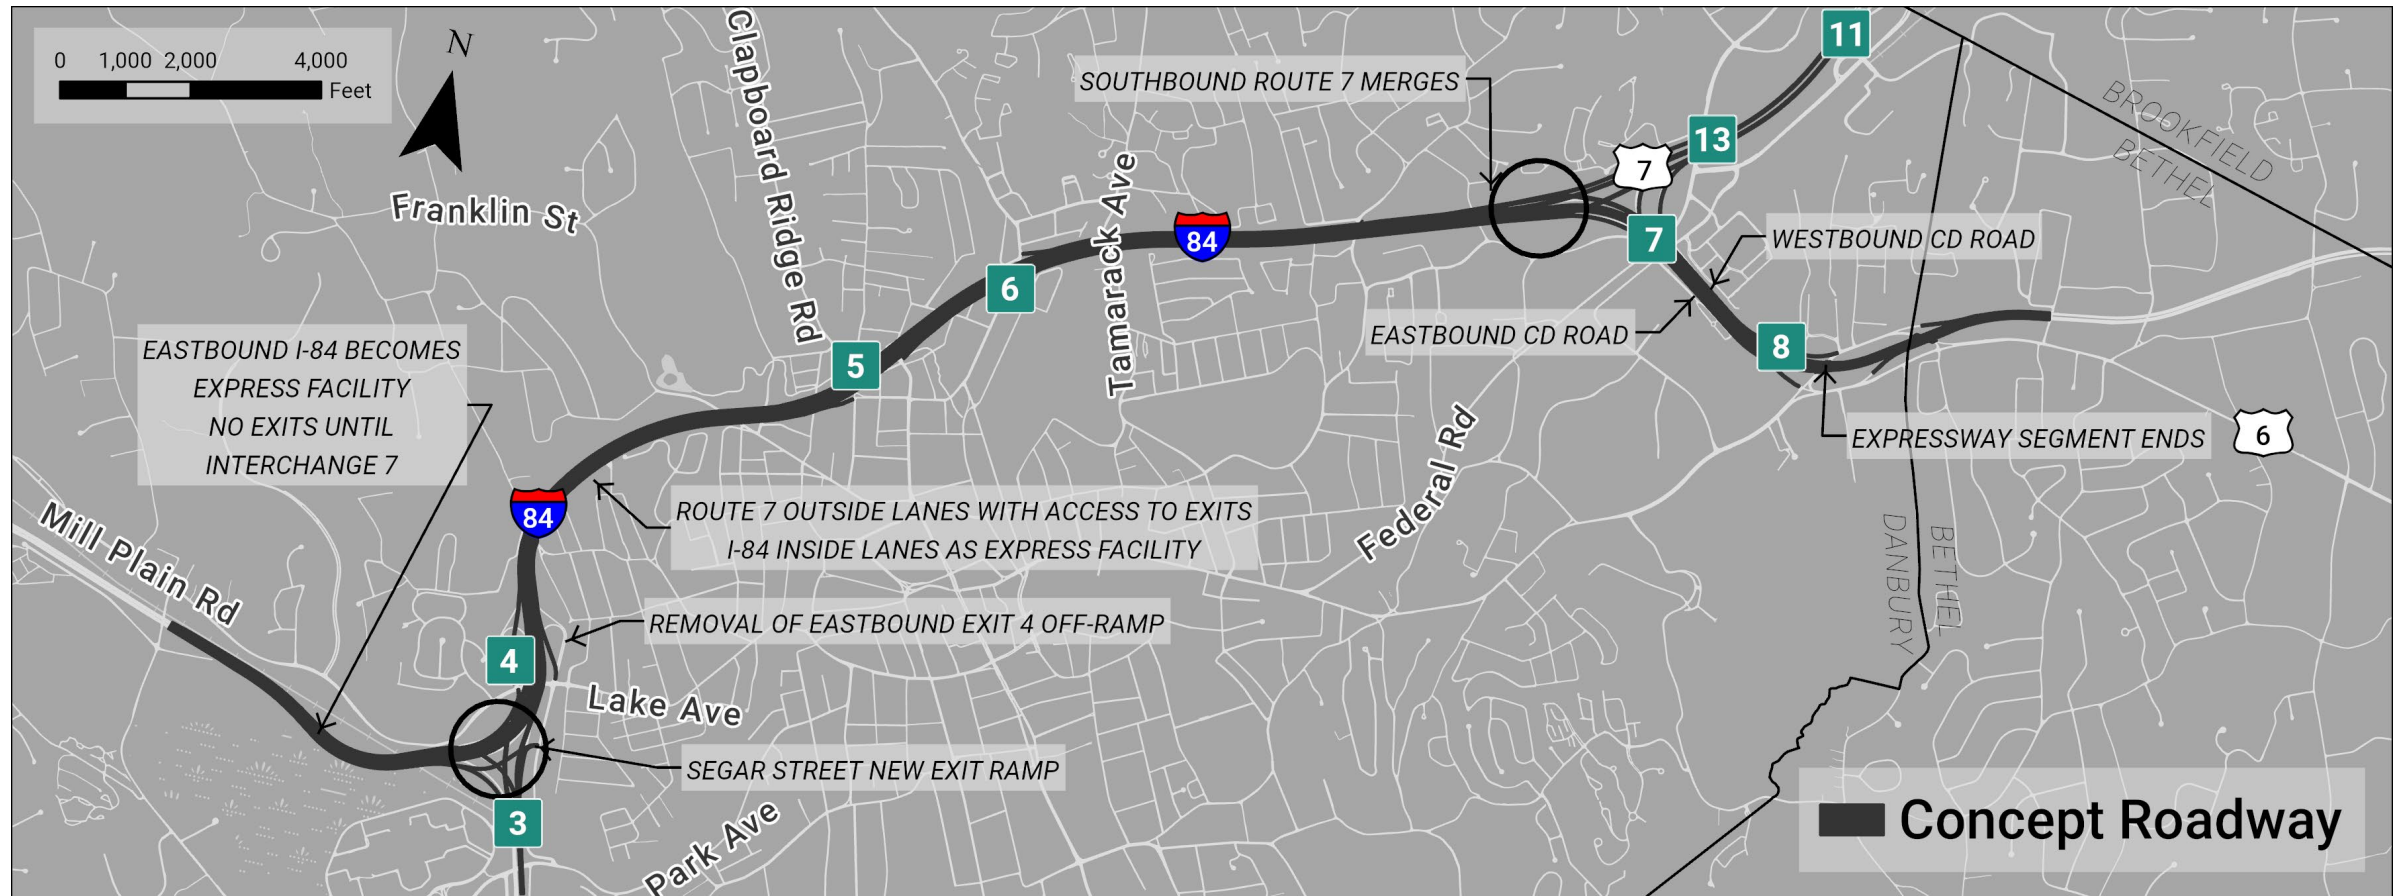 0 1,000 2,000 4,000
Feet
N
Franklin St
Clapboard Ridge Rd
Tamarack Ave
SOUTHBOUND ROUTE 7 MERGES
11
13
7
7
84
6
5
WESTBOUND CD ROAD
EASTBOUND CD ROAD
8
BROOKFIELD
BETHEL
EASTBOUND I-84 BECOMES
EXPRESS FACILITY
NO EXITS UNTIL
INTERCHANGE 7
EXPRESSWAY SEGMENT ENDS
6
Mill Plain Rd
84
ROUTE 7 OUTSIDE LANES WITH ACCESS TO EXITS
I-84 INSIDE LANES AS EXPRESS FACILITY
Federal Rd
DANBURY
BETHEL
REMOVAL OF EASTBOUND EXIT 4 OFF-RAMP
4
Lake Ave
SEGAR STREET NEW EXIT RAMP
3
Park Ave
Concept Roadway